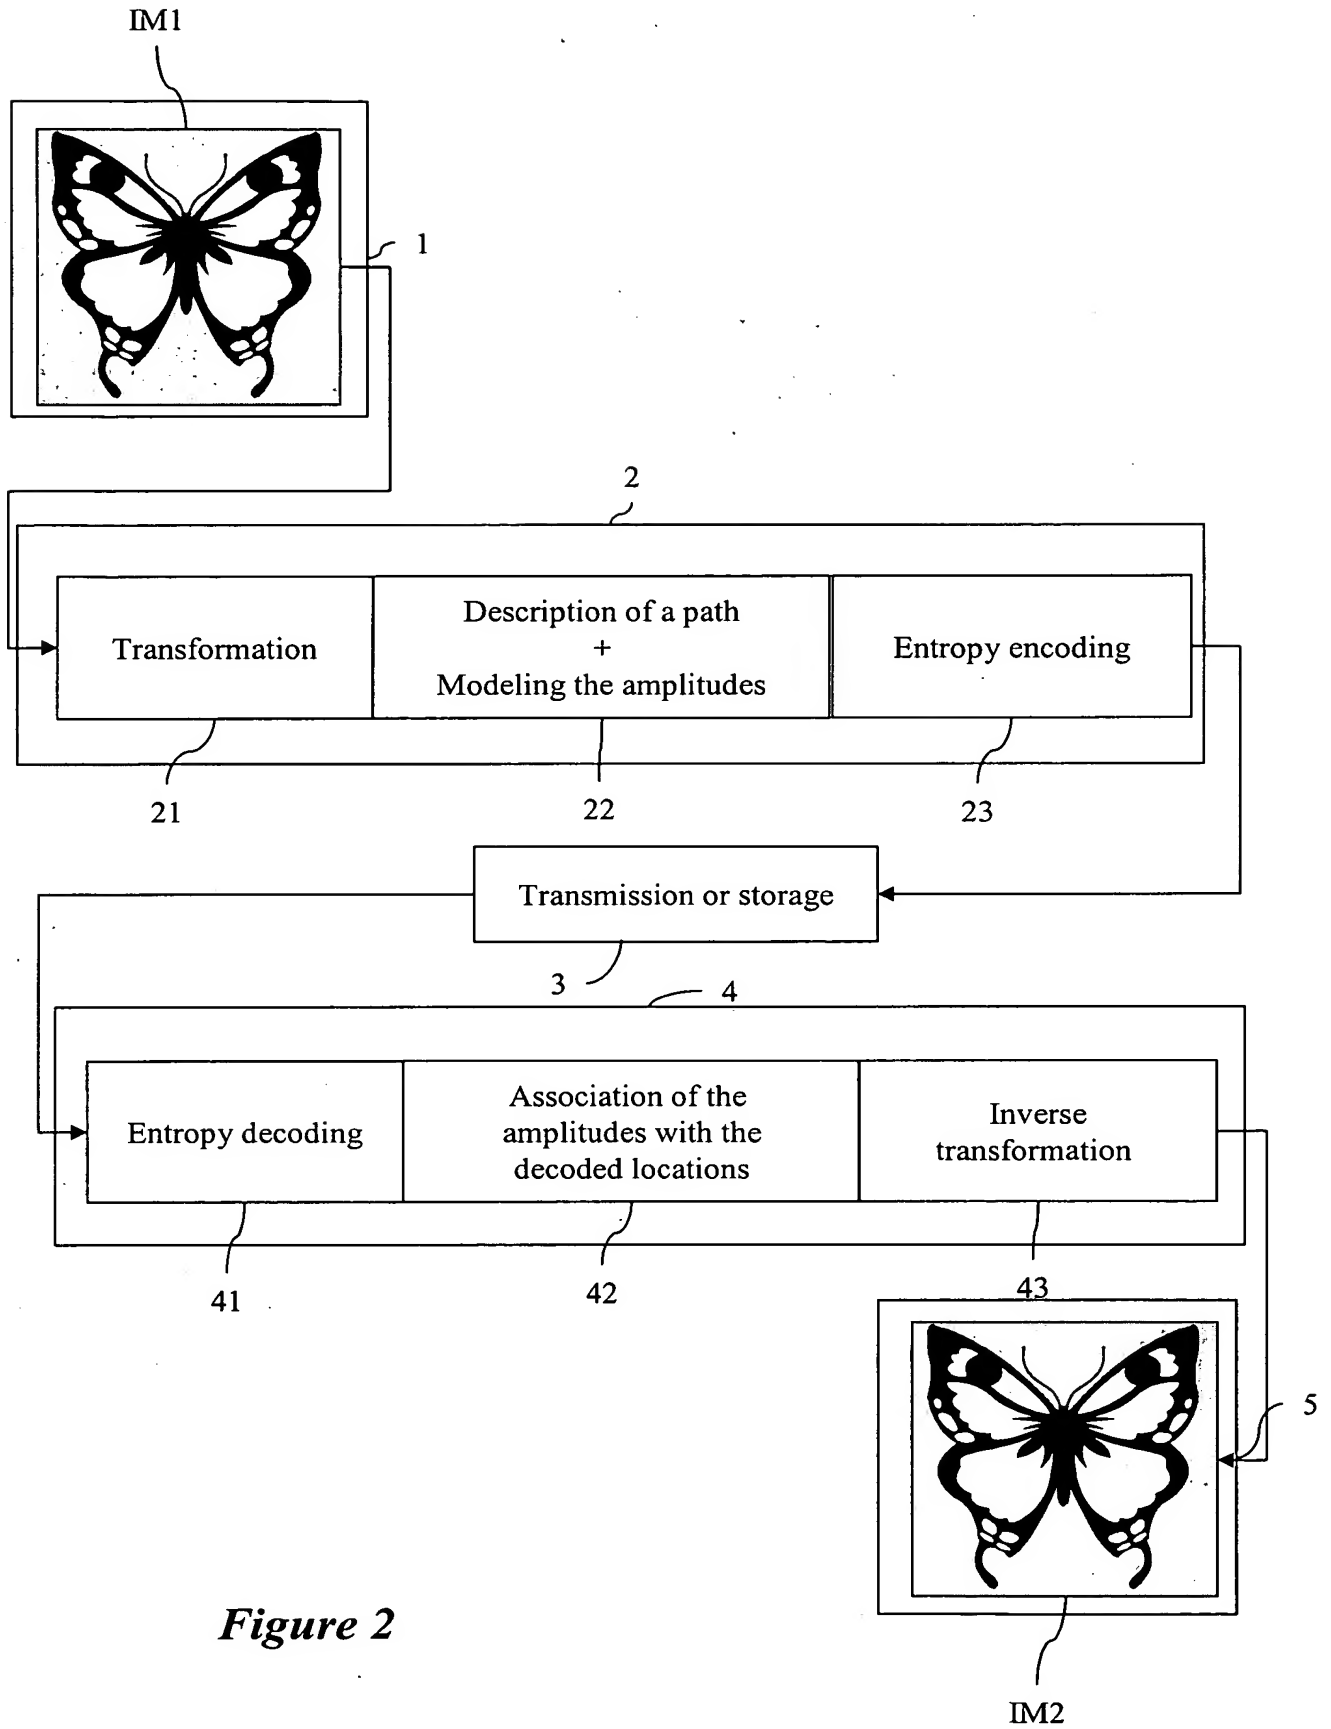 IM1
1
2
Transformation
Description of a path
+
Modeling the amplitudes
Entropy encoding
21
22
23
Transmission or storage
3
4
Entropy decoding
Association of the
amplitudes with the
decoded locations
Inverse
transformation
41
42
43
5
Figure 2
IM2